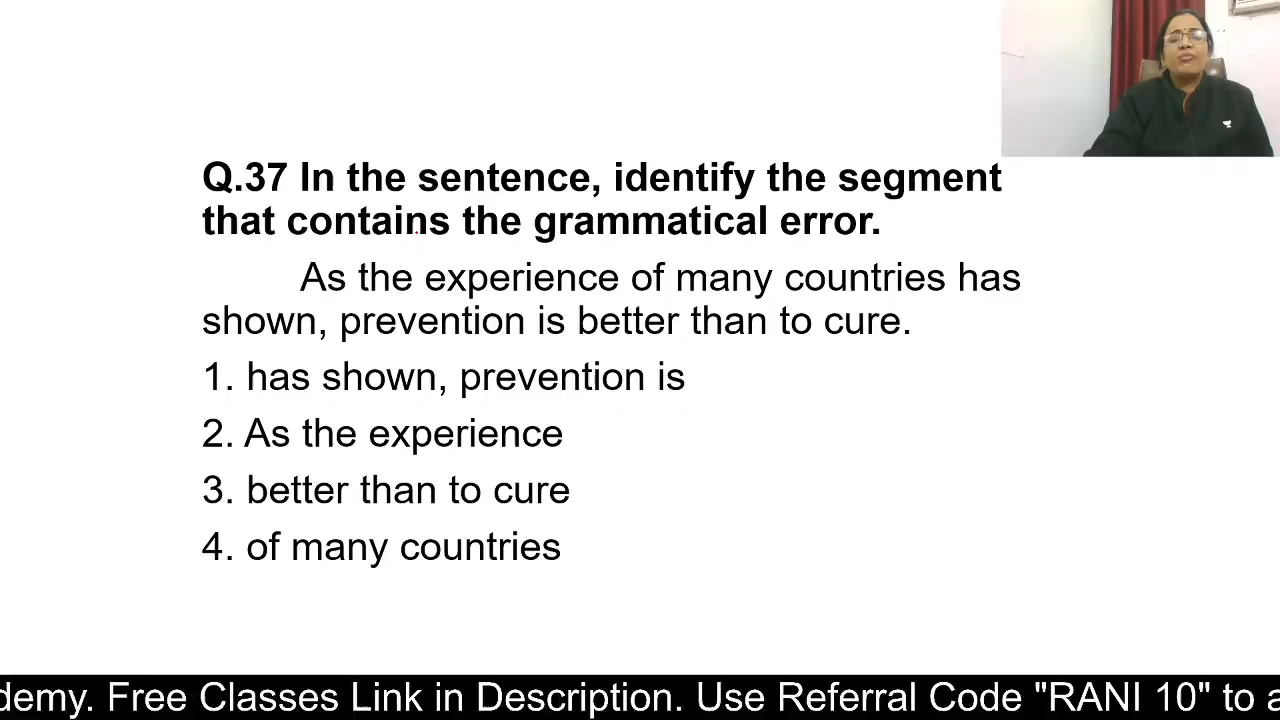 Q.37 In the sentence, identify the segment
that contains the grammatical error.
As the experience of many countries has
shown, prevention is better than to cure.
1. has shown, prevention is
2. As the experience
3. better than to cure
4. of many countries
demy. Free Classes Link in Description. Use Referral Code "RANI 10" to a